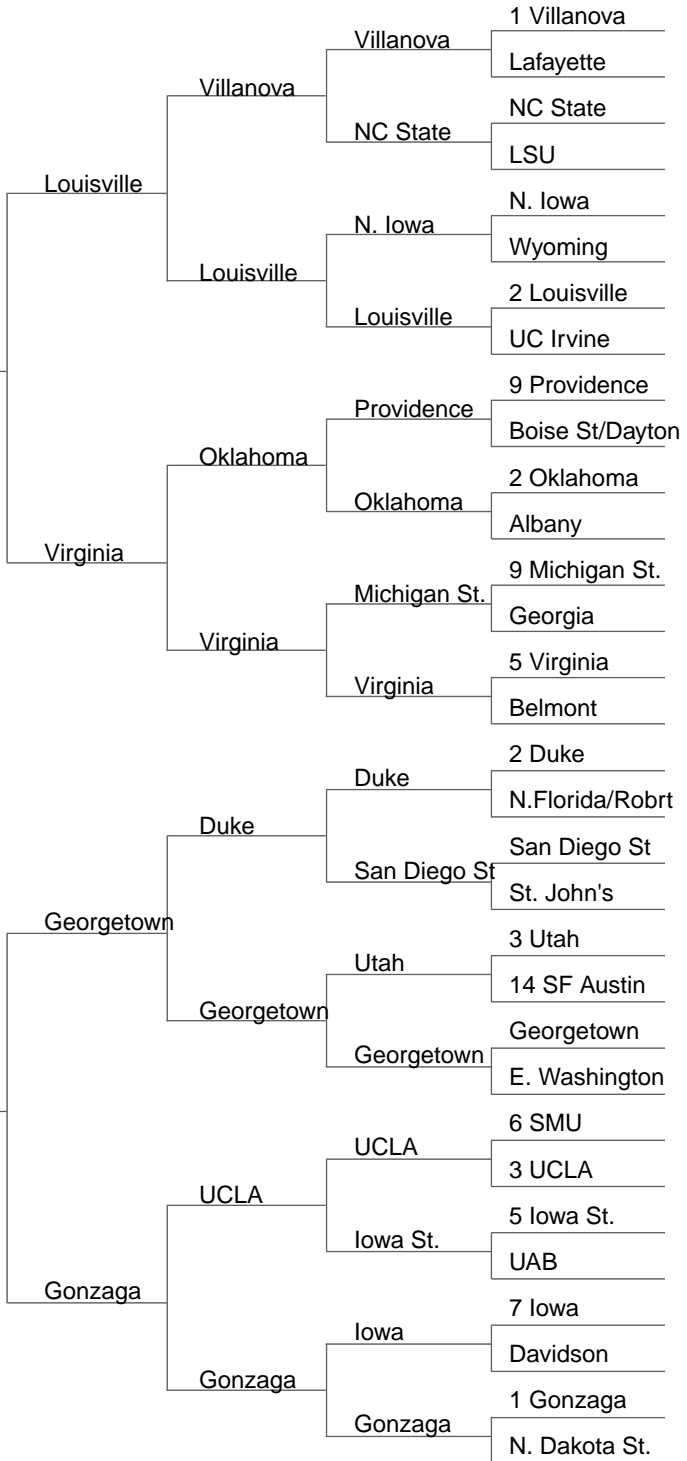 1 Villanova
Villanova
Lafayette
Villanova
NC State
NC State
LSU
Louisville
N. Iowa
N. Iowa
Wyoming
Louisville
2 Louisville
Louisville
UC Irvine
9 Providence
Providence
Boise St/Dayton
Oklahoma
2 Oklahoma
Oklahoma
Albany
Virginia
9 Michigan St.
Michigan St.
Georgia
Virginia
5 Virginia
Virginia
Belmont
2 Duke
Duke
N.Florida/Robrt
Duke
San Diego St
San Diego St
St. John's
Georgetown
3 Utah
Utah
14 SF Austin
Georgetown
Georgetown
Georgetown
E. Washington
6 SMU
UCLA
3 UCLA
UCLA
5 Iowa St.
Iowa St.
UAB
Gonzaga
7 Iowa
Iowa
Davidson
Gonzaga
1 Gonzaga
Gonzaga
N. Dakota St.